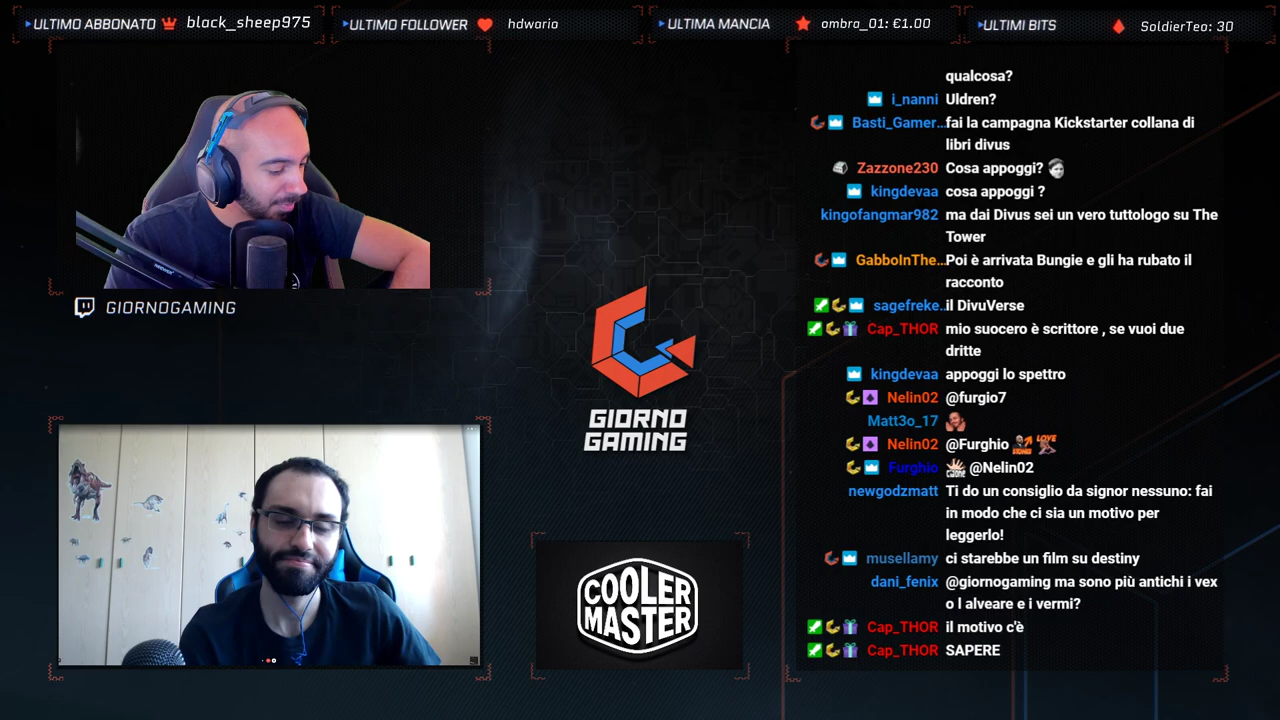 ULTIMO ABBONATO black_sheep975
ULTIMO FOLLOWER hdwaria
ULTIMA MANCIA ombra_01: €1.00
ULTIMI BITS SoldierTea: 30
GIORNOGAMING
GIORNO
GAMING
COOLER
MASTER
qualcosa?
i_nanni Uldren?
Basti_Gamer... fai la campagna Kickstarter collana di
libri divus
Zazzone230 Cosa appoggi?
kingdevaa cosa appoggi ?
kingofangmar982 ma dai Divus sei un vero tuttologo su The
Tower
GabboInThe... Poi è arrivata Bungie e gli ha rubato il
racconto
sagefreke.. il DivuVerse
Cap_THOR mio suocero è scrittore , se vuoi due
dritte
kingdevaa appoggi lo spettro
Nelin02 @furgio7
Matt3o_17
Nelin02 @Furghio
Furghio @Nelin02
newgodzmatt Ti do un consiglio da signor nessuno: fai
in modo che ci sia un motivo per
leggerlo!
musellamy ci starebbe un film su destiny
dani_fenix @giornogaming ma sono più antichi i vex
o l alveare e i vermi?
Cap_THOR il motivo c'è
Cap_THOR SAPERE